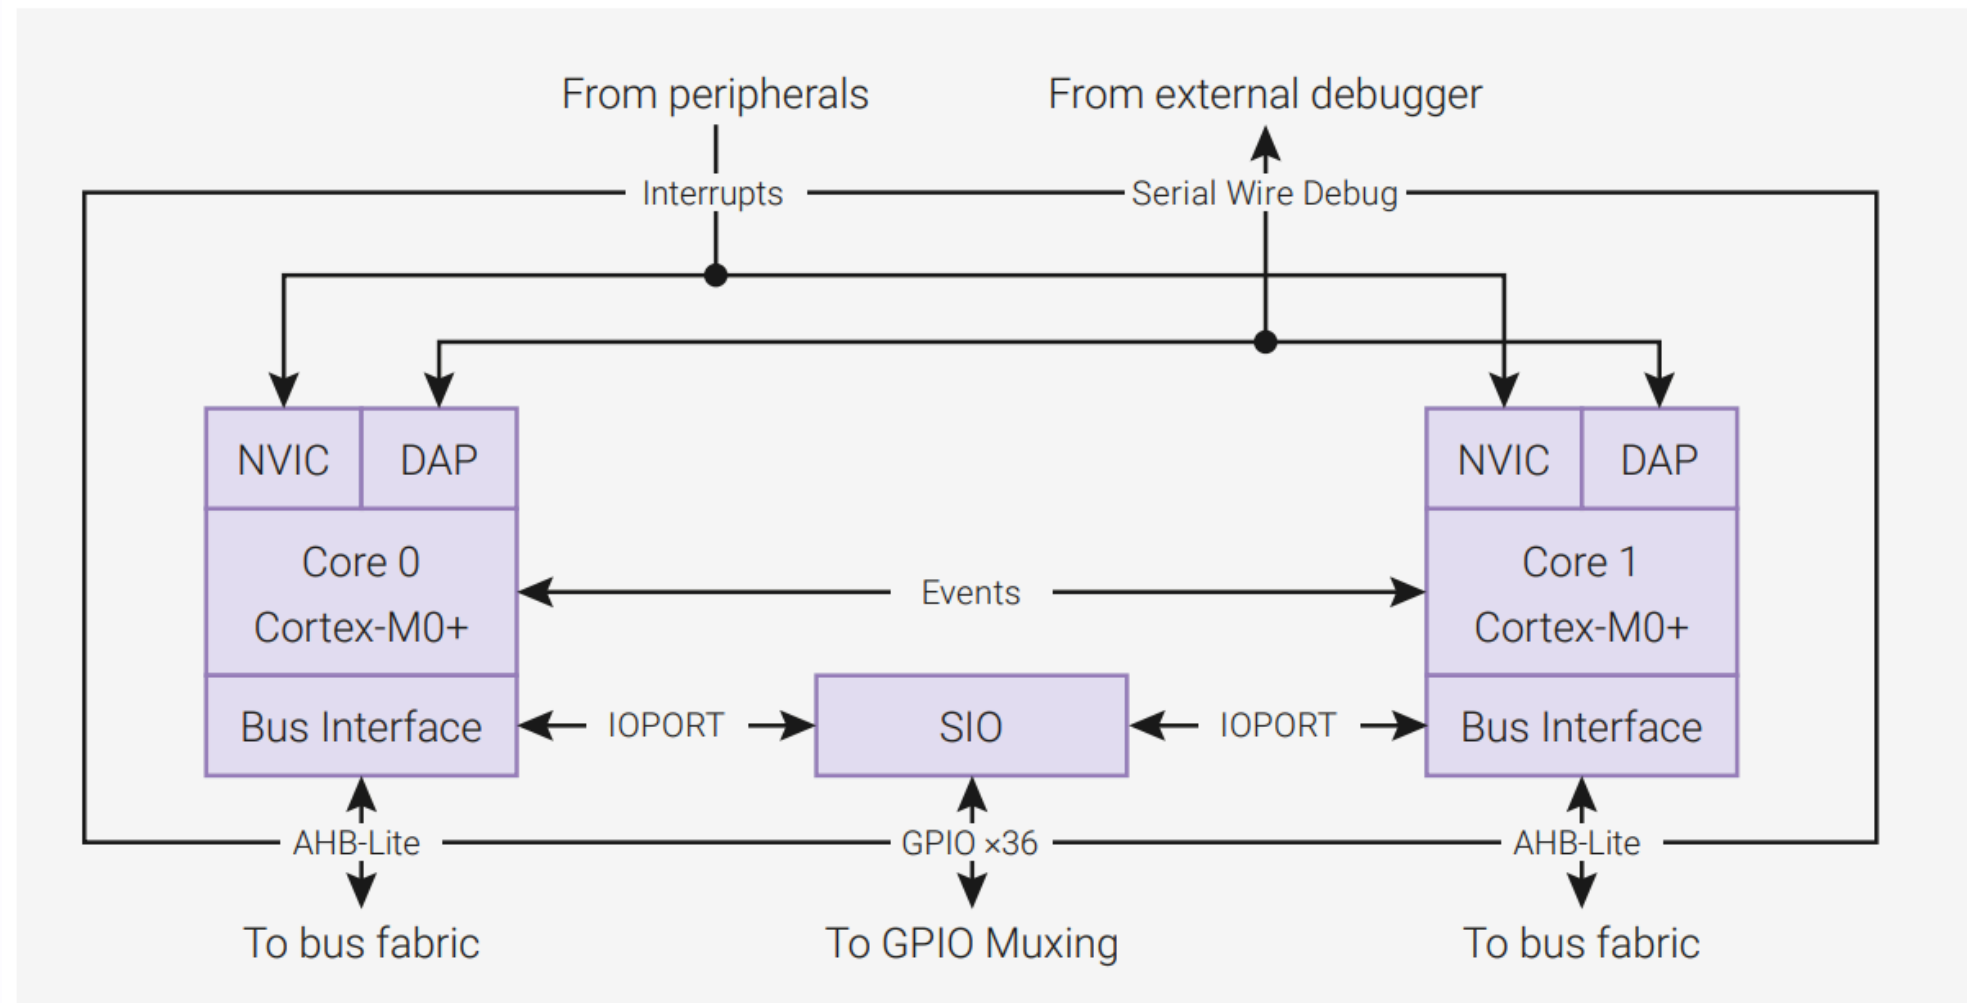 From peripherals
From external debugger
Interrupts
Serial Wire Debug
NVIC
DAP
NVIC
DAP
Core 0
Cortex-M0+
Events
Core 1
Cortex-M0+
Bus Interface
IOPORT
SIO
IOPORT
Bus Interface
AHB-Lite
GPIO ×36
AHB-Lite
To bus fabric
To GPIO Muxing
To bus fabric